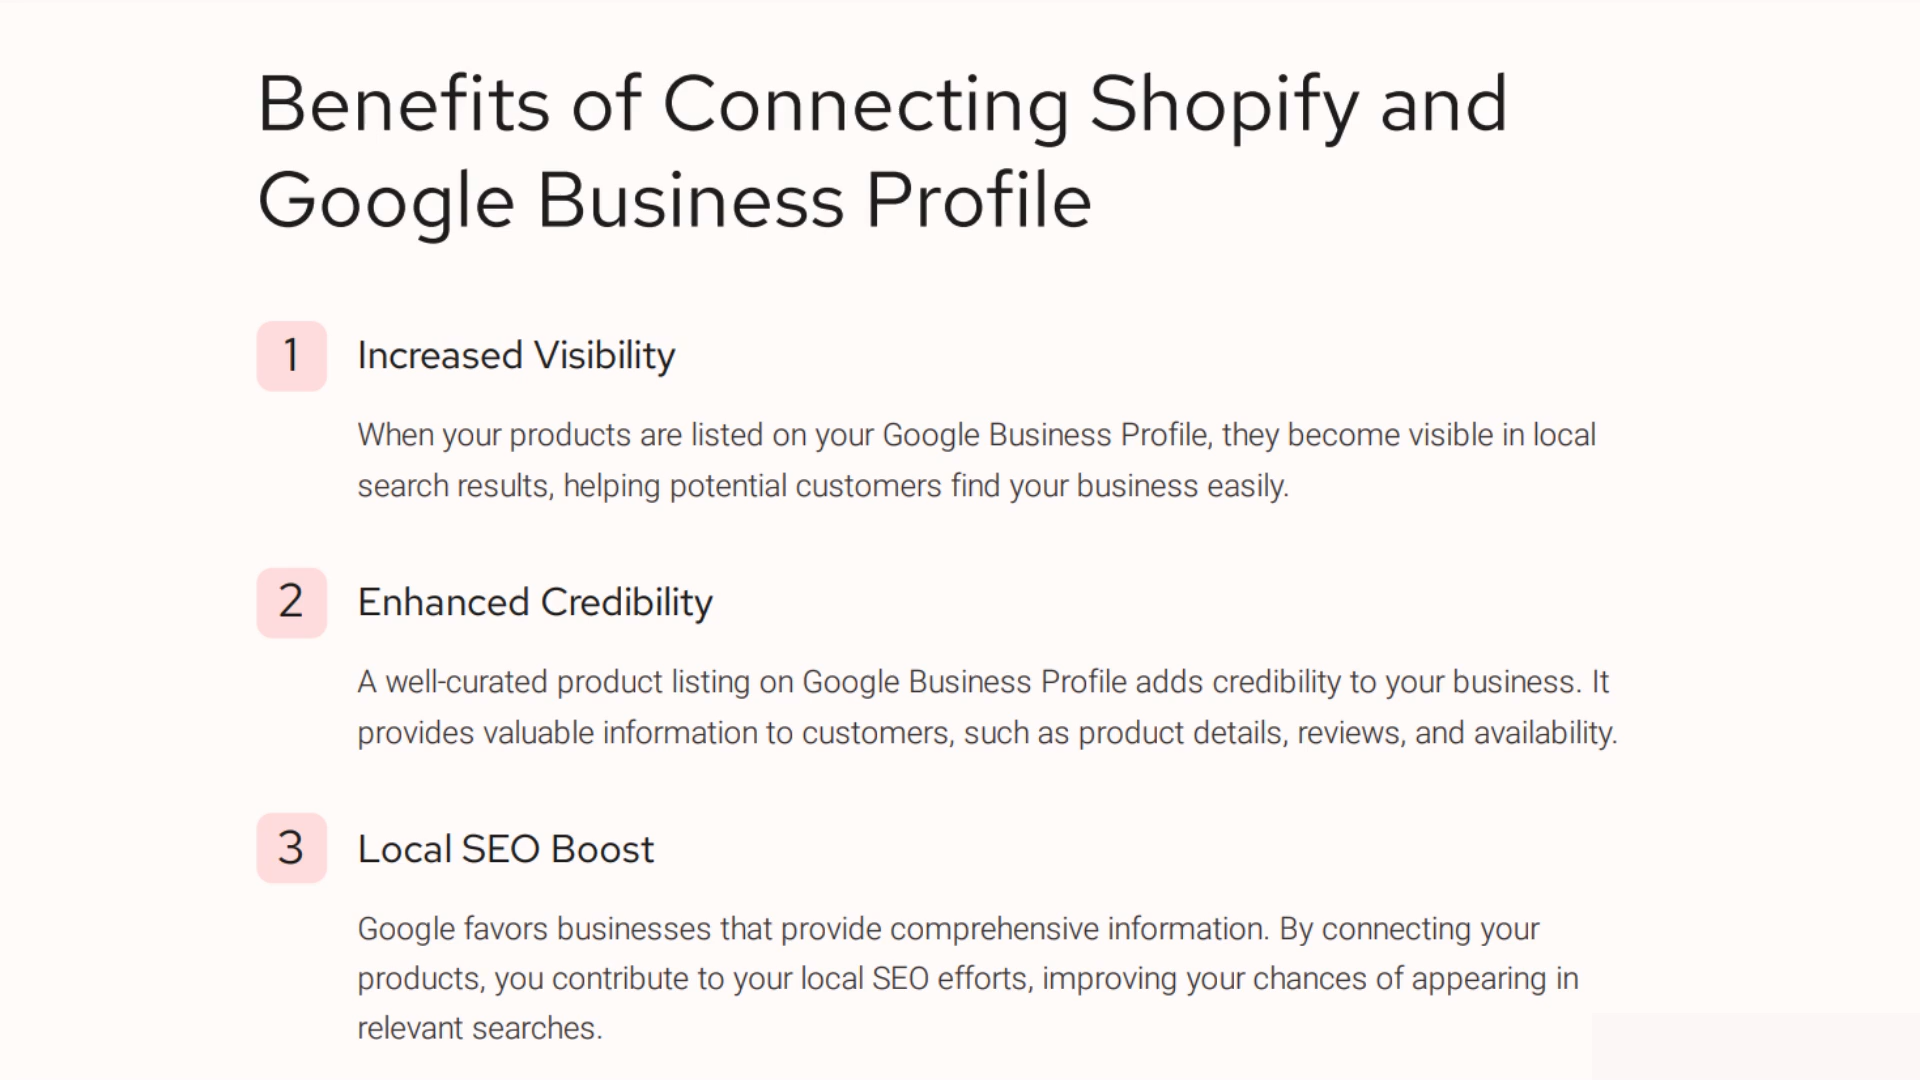 Benefits of Connecting Shopify and
Google Business Profile
1 Increased Visibility
When your products are listed on your Google Business Profile, they become visible in local
search results, helping potential customers find your business easily.
2 Enhanced Credibility
A well-curated product listing on Google Business Profile adds credibility to your business. It
provides valuable information to customers, such as product details, reviews, and availability.
3 Local SEO Boost
Google favors businesses that provide comprehensive information. By connecting your
products, you contribute to your local SEO efforts, improving your chances of appearing in
relevant searches.